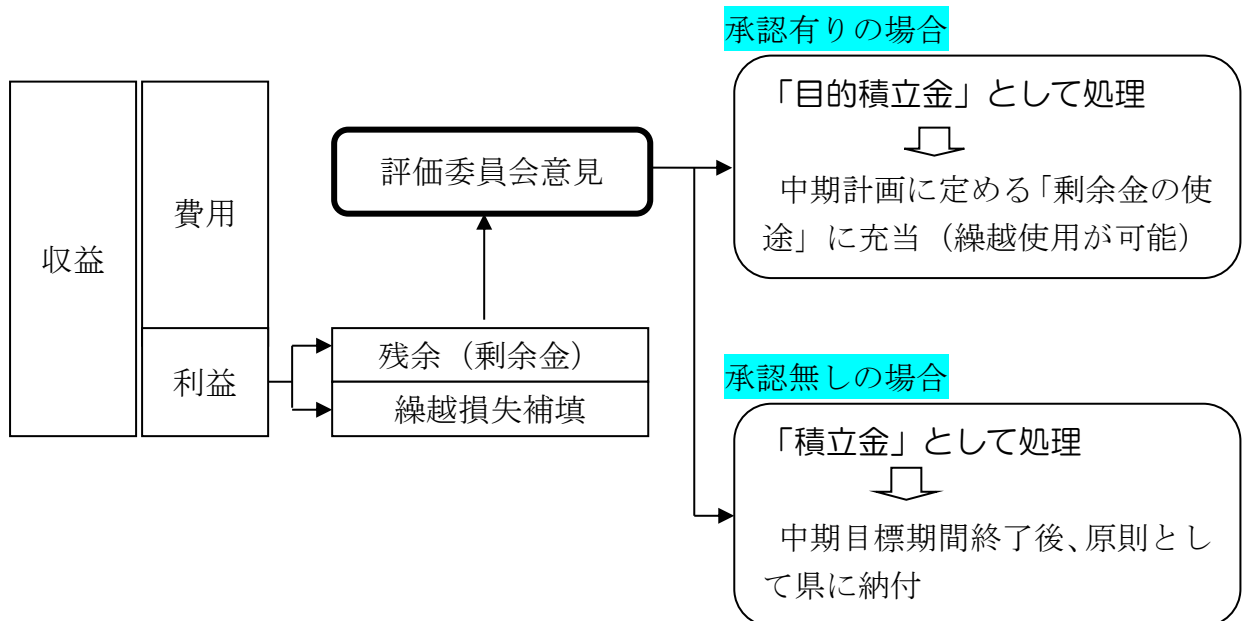 収益
費用
利益
残余（剰余金）
繰越損失補填
評価委員会意見
承認有りの場合
「目的積立金」として処理
中期計画に定める「剰余金の使
途」に充当（繰越使用が可能）
承認無しの場合
「積立金」として処理
中期目標期間終了後、原則とし
て県に納付